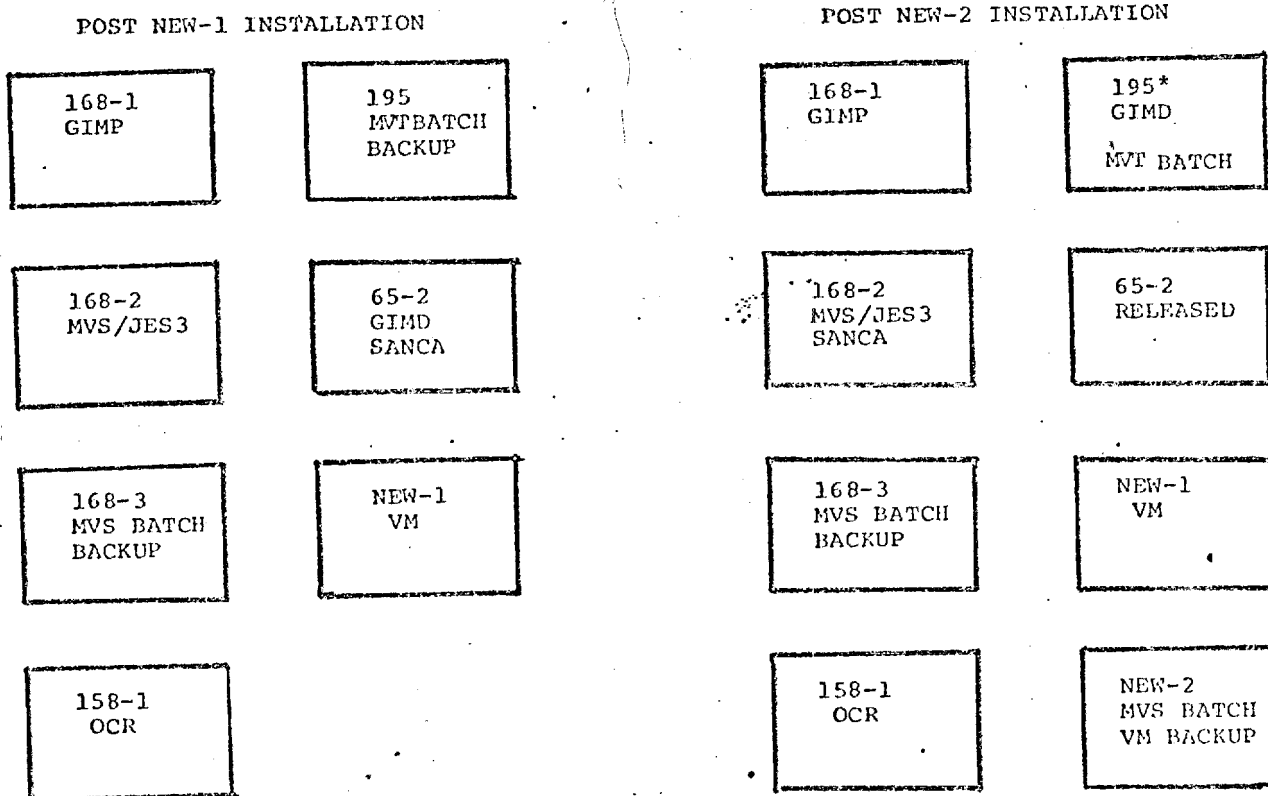 POST NEW-1 INSTALLATION
168-1
GIMP
195
MVTBATCH
BACKUP
168-2
MVS/JES3
65-2
GIMD
SANCA
168-3
MVS BATCH
BACKUP
NEW-1
VM
158-1
OCR
POST NEW-2 INSTALLATION
168-1
GIMP
195*
GIMD
MVT BATCH
168-2
MVS/JES3
SANCA
65-2
RELEASED
168-3
MVS BATCH
BACKUP
NEW-1
VM
158-1
OCR
NEW-2
MVS BATCH
VM BACKUP